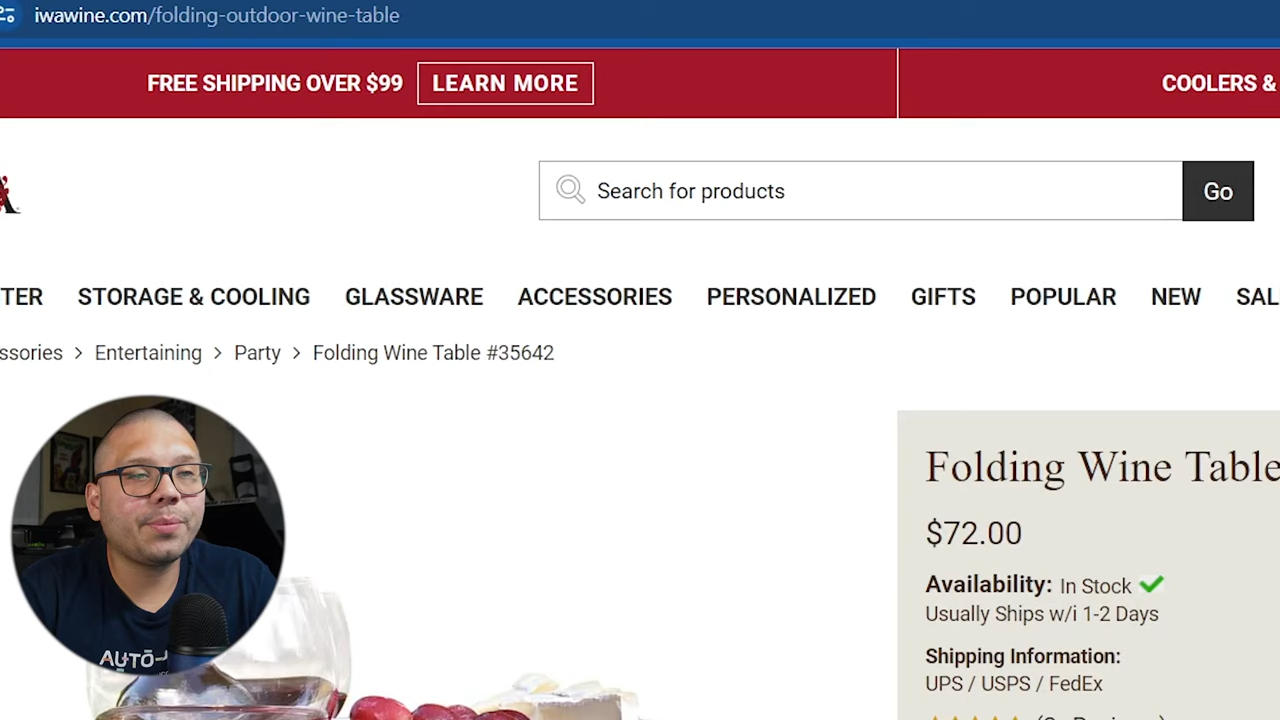 iwawine.com/folding-outdoor-wine-table
FREE SHIPPING OVER $99 LEARN MORE
COOLERS &
Search for products
Go
TER STORAGE & COOLING GLASSWARE ACCESSORIES PERSONALIZED GIFTS POPULAR NEW SAL
ssories > Entertaining > Party > Folding Wine Table #35642
Folding Wine Table
$72.00
Availability: In Stock
Usually Ships w/i 1-2 Days
Shipping Information:
UPS / USPS / FedEx
AUTO-